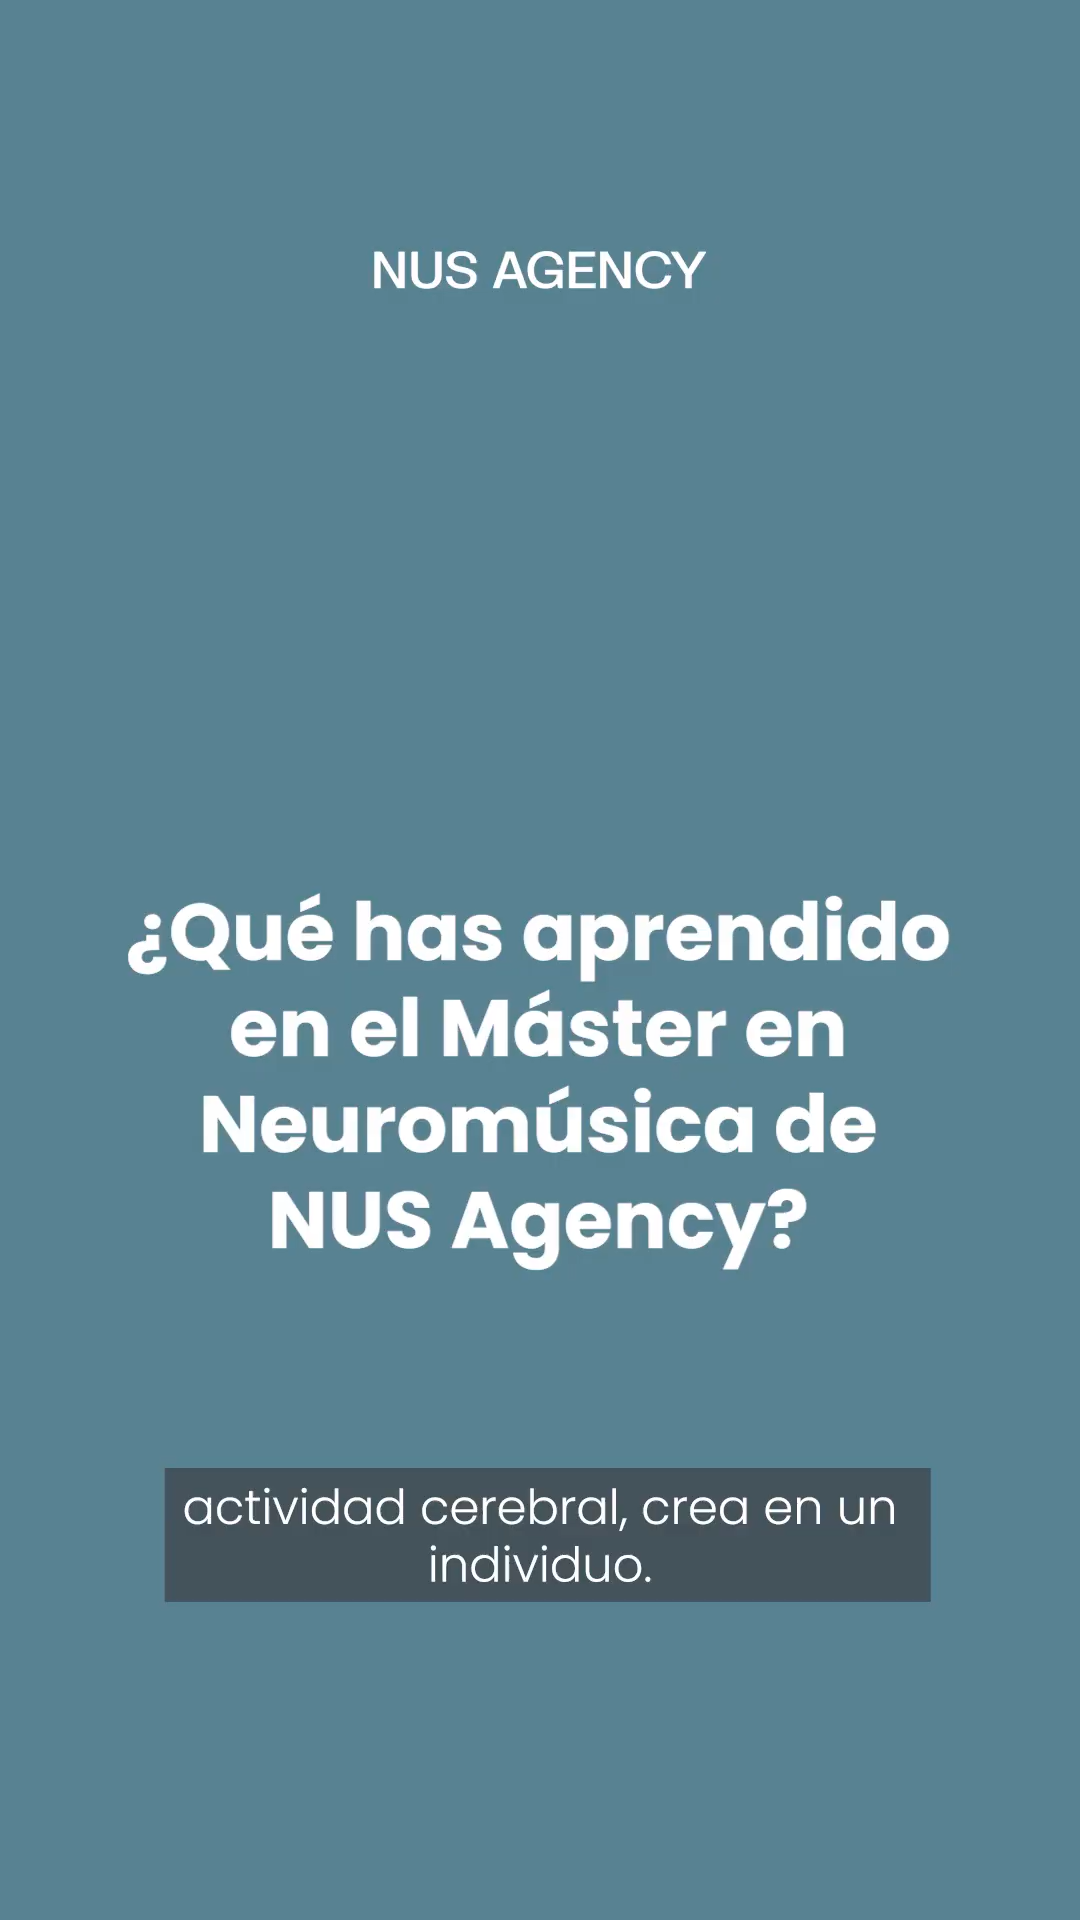 NUS AGENCY
¿Qué has aprendido
en el Máster en
Neuromúsica de
NUS Agency?
actividad cerebral, crea en un
individuo.